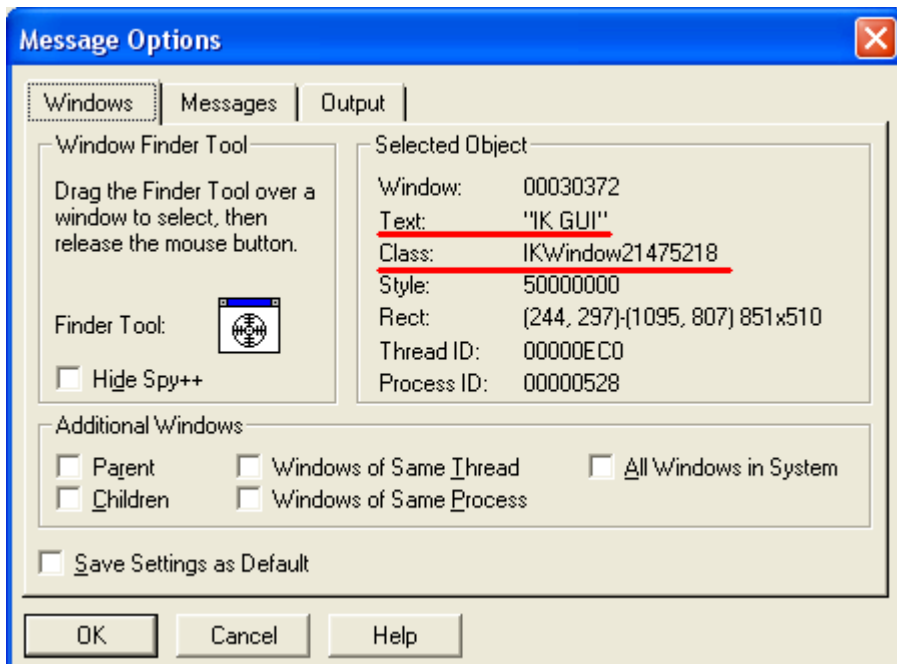 Message Options
Windows Messages Output
Window Finder Tool
Drag the Finder Tool over a
window to select, then
release the mouse button.
Finder Tool:
Hide Spy++
Selected Object
Window: 00030372
Text: "IK GUI"
Class: IKWindow21475218
Style: 50000000
Rect: (244, 297)-(1095, 807) 851x510
Thread ID: 00000EC0
Process ID: 00000528
Additional Windows
Parent Windows of Same Thread All Windows in System
Children Windows of Same Process
Save Settings as Default
OK Cancel Help